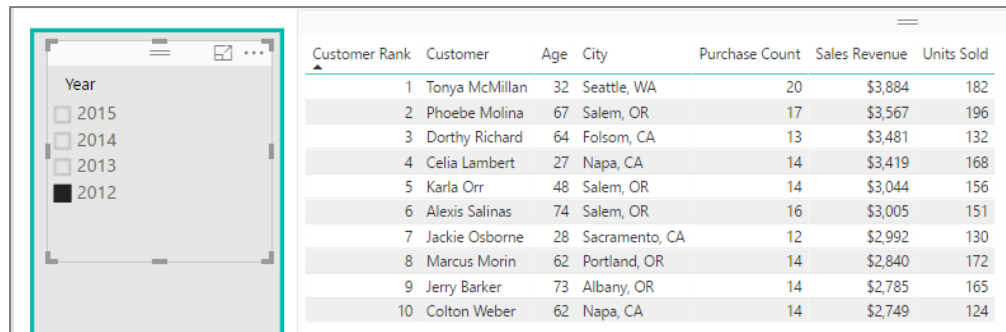 Year
2015
2014
2013
2012
Customer Rank Customer Age City Purchase Count Sales Revenue Units Sold
1 Tonya McMillan 32 Seattle, WA 20 $3,884 182
2 Phoebe Molina 67 Salem, OR 17 $3,567 196
3 Dorthy Richard 64 Folsom, CA 13 $3,481 132
4 Celia Lambert 27 Napa, CA 14 $3,419 168
5 Karla Orr 48 Salem, OR 14 $3,044 156
6 Alexis Salinas 74 Salem, OR 16 $3,005 151
7 Jackie Osborne 28 Sacramento, CA 12 $2,992 130
8 Marcus Morin 62 Portland, OR 14 $2,840 172
9 Jerry Barker 73 Albany, OR 14 $2,785 165
10 Colton Weber 62 Napa, CA 14 $2,749 124